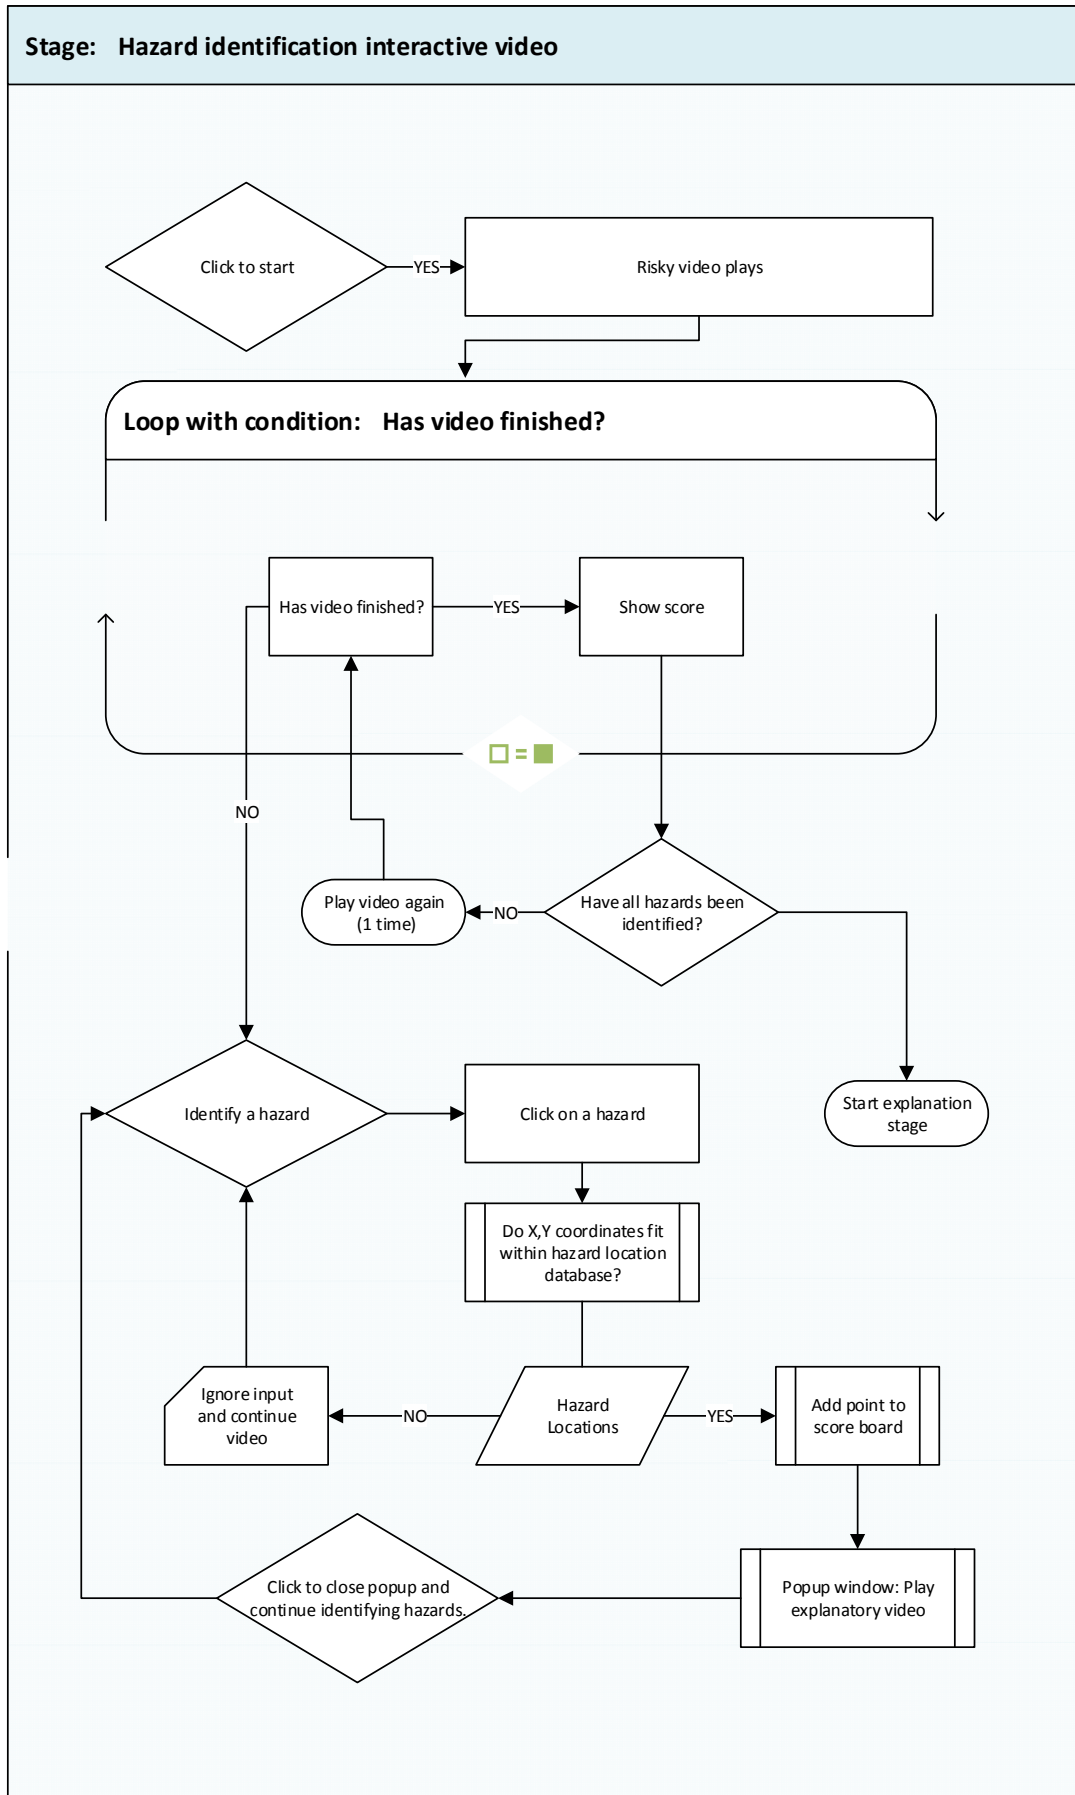 Stage: Hazard identification interactive video
Click to start
YES
Risky video plays
Loop with condition: Has video finished?
Has video finished?
YES
Show score
NO
Play video again
(1 time)
NO
Have all hazards been
identified?
Identify a hazard
Click on a hazard
Start explanation
stage
Do X,Y coordinates fit
within hazard location
database?
Ignore input
and continue
video
NO
Hazard
Locations
YES
Add point to
score board
Click to close popup and
continue identifying hazards.
Popup window: Play
explanatory video